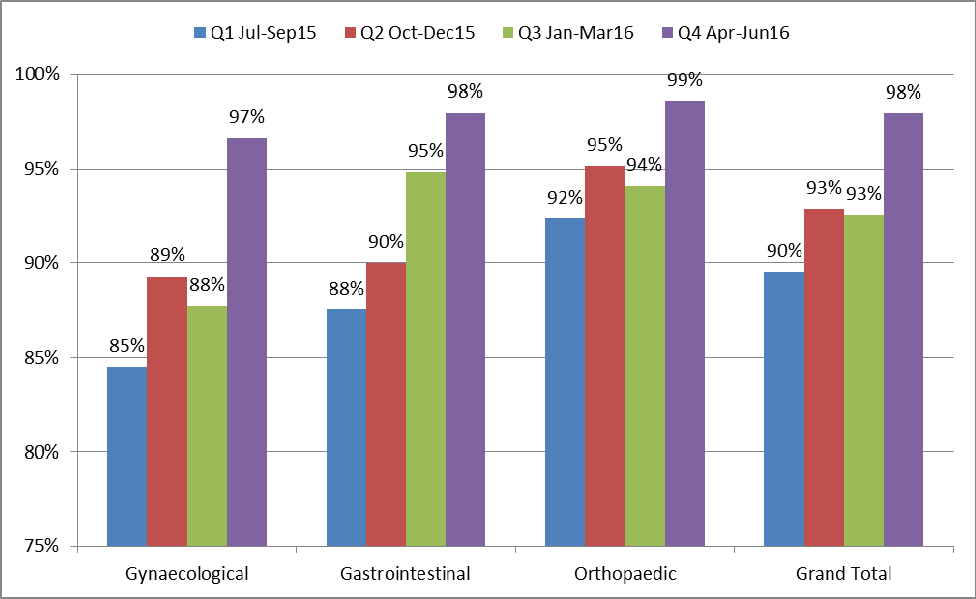 Q1 Jul-Sep15 Q2 Oct-Dec15 Q3 Jan-Mar16 Q4 Apr-Jun16
100%
95%
90%
85%
80%
75%
85% 89% 88% 97%
88% 90% 95% 98%
92% 95% 94% 99%
90% 93% 93% 98%
Gynaecological Gastrointestinal Orthopaedic Grand Total